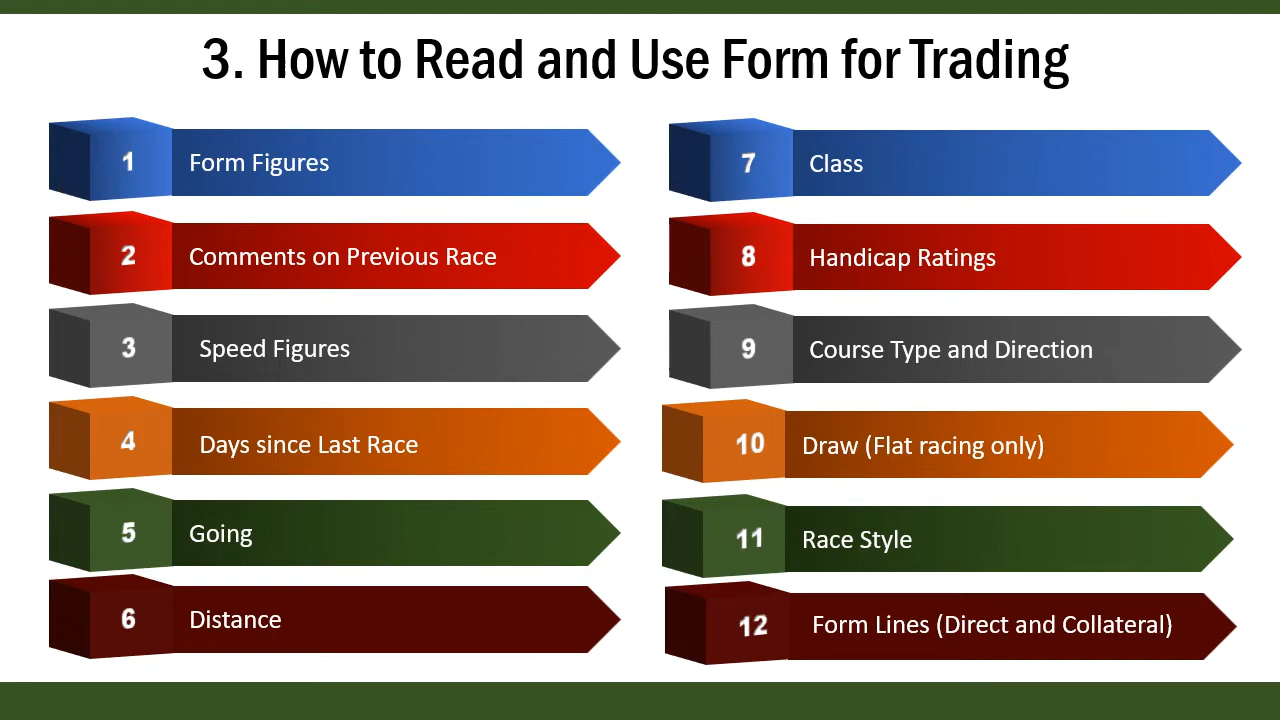 3. How to Read and Use Form for Trading
1 Form Figures
2 Comments on Previous Race
3 Speed Figures
4 Days since Last Race
5 Going
6 Distance
7 Class
8 Handicap Ratings
9 Course Type and Direction
10 Draw (Flat racing only)
11 Race Style
12 Form Lines (Direct and Collateral)